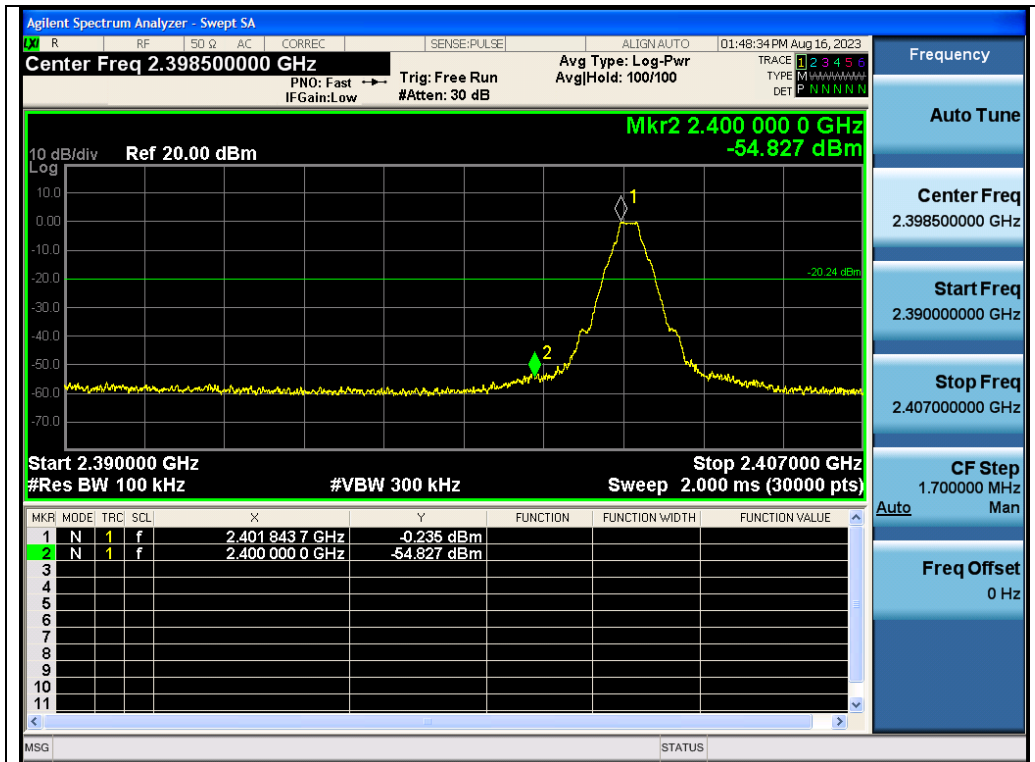 Agilent Spectrum Analyzer - Swept SA
LXI R RF 50 Ω AC CORREC SENSE:PULSE ALIGN AUTO 01:48:34 PM Aug 16, 2023
Center Freq 2.398500000 GHz
PNO: Fast
IFGain:Low
Trig: Free Run
#Atten: 30 dB
Avg Type: Log-Pwr
Avg|Hold: 100/100
TRACE 1 2 3 4 5 6
TYPE M WWWWW
DET P N N N N N
Mkr2 2.400 000 0 GHz
-54.827 dBm
10 dB/div Ref 20.00 dBm
Log
10.0
0.00
-10.0
-20.0
-30.0
-40.0
-50.0
-60.0
-70.0
1
-20.24 dBm
2
Start 2.390000 GHz Stop 2.407000 GHz
#Res BW 100 kHz #VBW 300 kHz Sweep 2.000 ms (30000 pts)
MKR MODE TRC SCL X Y FUNCTION FUNCTION WIDTH FUNCTION VALUE
1 N 1 f 2.401 843 7 GHz -0.235 dBm
2 N 1 f 2.400 000 0 GHz -54.827 dBm
3
4
5
6
7
8
9
10
11
MSG STATUS
Frequency
Auto Tune
Center Freq
2.398500000 GHz
Start Freq
2.390000000 GHz
Stop Freq
2.407000000 GHz
CF Step
1.700000 MHz
Auto Man
Freq Offset
0 Hz